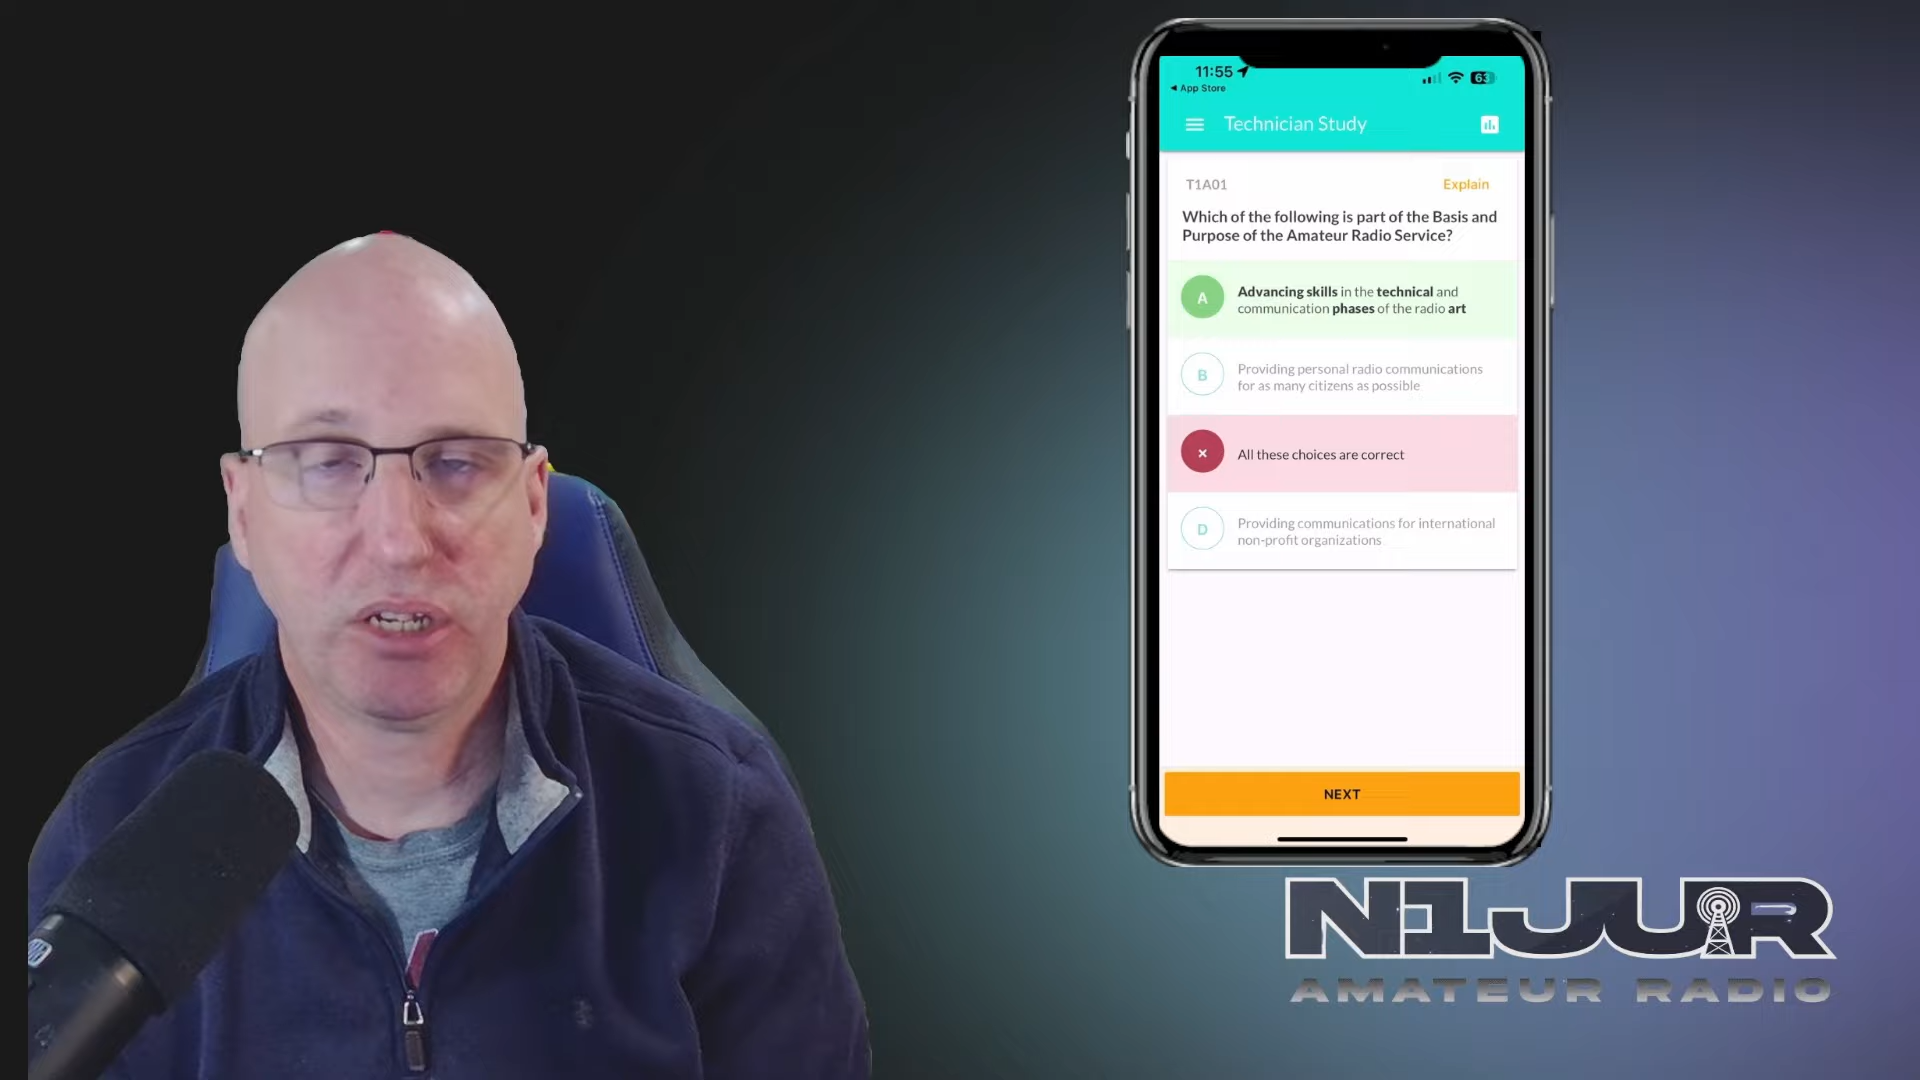 11:55
63
◄ App Store
Technician Study
T1A01
Explain
Which of the following is part of the Basis and
Purpose of the Amateur Radio Service?
A
Advancing skills in the technical and
communication phases of the radio art
B
Providing personal radio communications
for as many citizens as possible
×
All these choices are correct
D
Providing communications for international
non-profit organizations
NEXT
N1JUR
AMATEUR RADIO